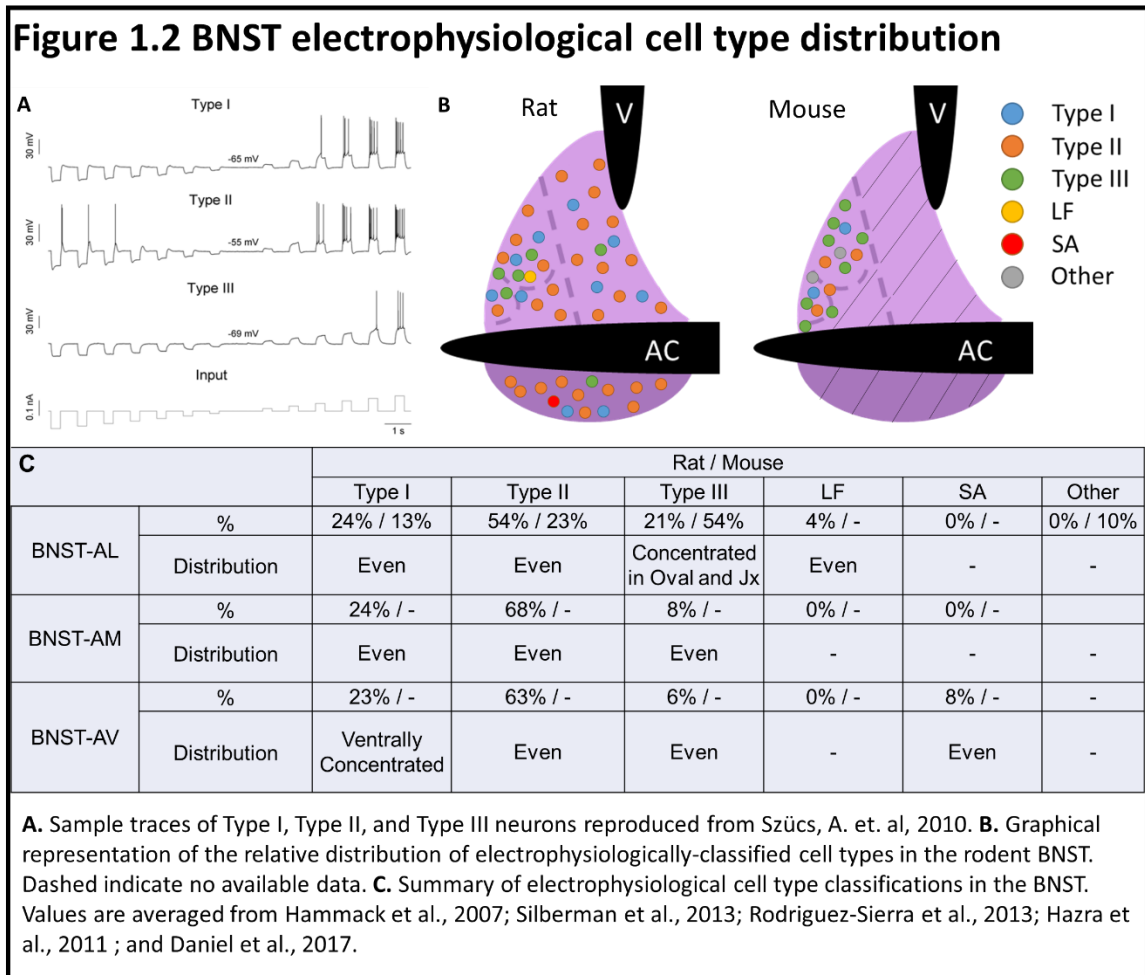 Figure 1.2 BNST electrophysiological cell type distribution
A
Type I
30 mV
-65 mV
Type II
30 mV
-55 mV
Type III
30 mV
-69 mV
Input
0.1 nA
1 s
B
Rat
V
AC
Mouse
V
AC
Type I
Type II
Type III
LF
SA
Other
C
Rat / Mouse
Type I Type II Type III LF SA Other
BNST-AL
% 24% / 13% 54% / 23% 21% / 54% 4% / - 0% / - 0% / 10%
Distribution Even Even Concentrated in Oval and Jx Even - -
BNST-AM
% 24% / - 68% / - 8% / - 0% / - 0% / -
Distribution Even Even Even - - -
BNST-AV
% 23% / - 63% / - 6% / - 0% / - 8% / - -
Distribution Ventrally Concentrated Even Even - Even -
A. Sample traces of Type I, Type II, and Type III neurons reproduced from Szücs, A. et. al, 2010. B. Graphical
representation of the relative distribution of electrophysiologically-classified cell types in the rodent BNST.
Dashed indicate no available data. C. Summary of electrophysiological cell type classifications in the BNST.
Values are averaged from Hammack et al., 2007; Silberman et al., 2013; Rodriguez-Sierra et al., 2013; Hazra et
al., 2011 ; and Daniel et al., 2017.